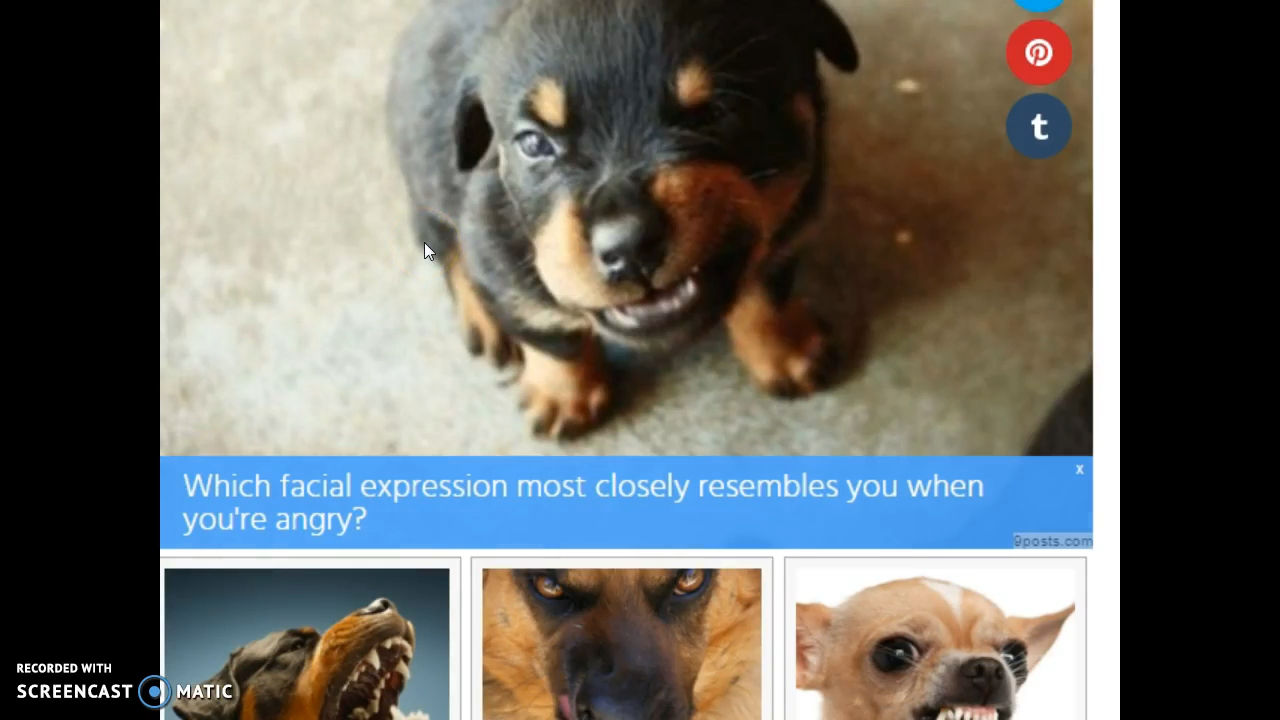 t
Which facial expression most closely resembles you when
x
you're angry?
9posts.com
RECORDED WITH
SCREENCAST MATIC